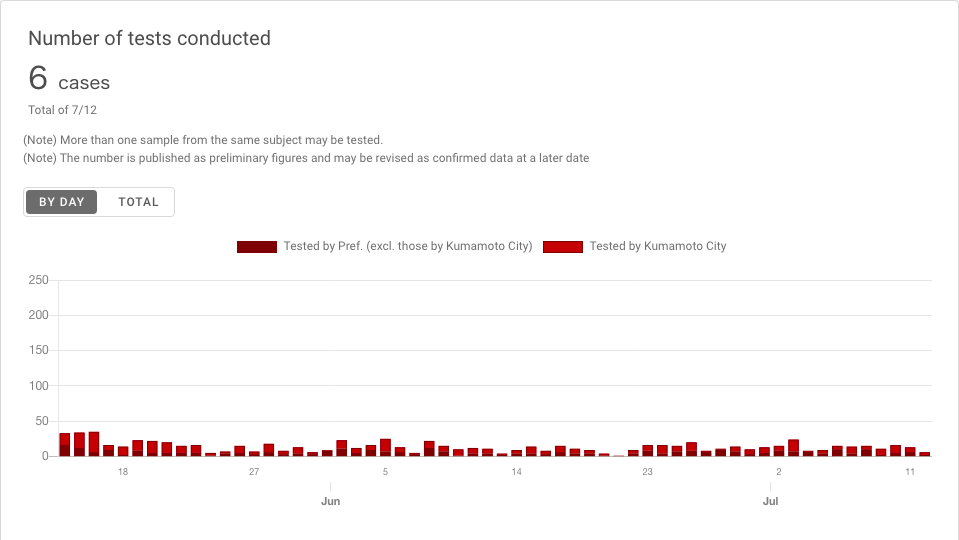 Number of tests conducted
6 cases
Total of 7/12
(Note) More than one sample from the same subject may be tested.
(Note) The number is published as preliminary figures and may be revised as confirmed data at a later date
BY DAY TOTAL
Tested by Pref. (excl. those by Kumamoto City) Tested by Kumamoto City
250
200
150
100
50
0
18 27 5 14 23 2 11
Jun Jul